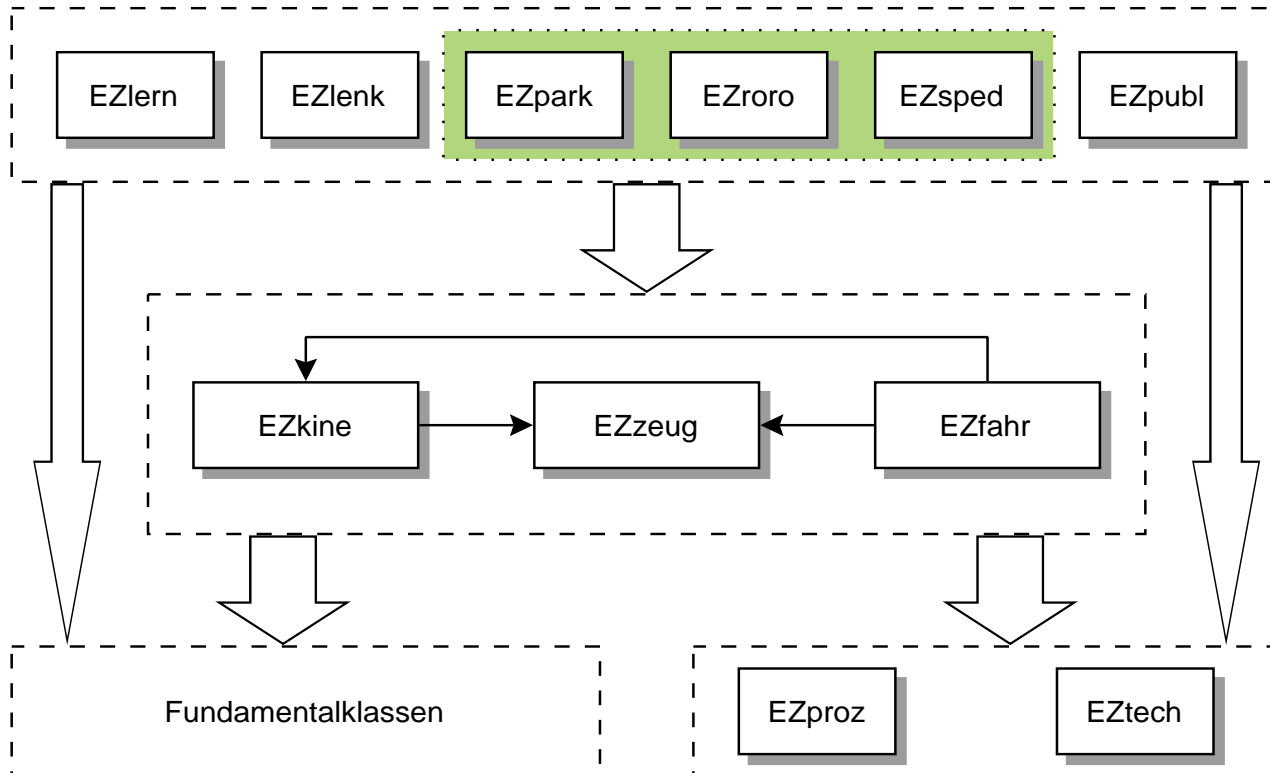 EZlern
EZlenk
EZpark
EZroro
EZsped
EZpubl
EZkine
EZzeug
EZfahr
Fundamentalklassen
EZproz
EZtech